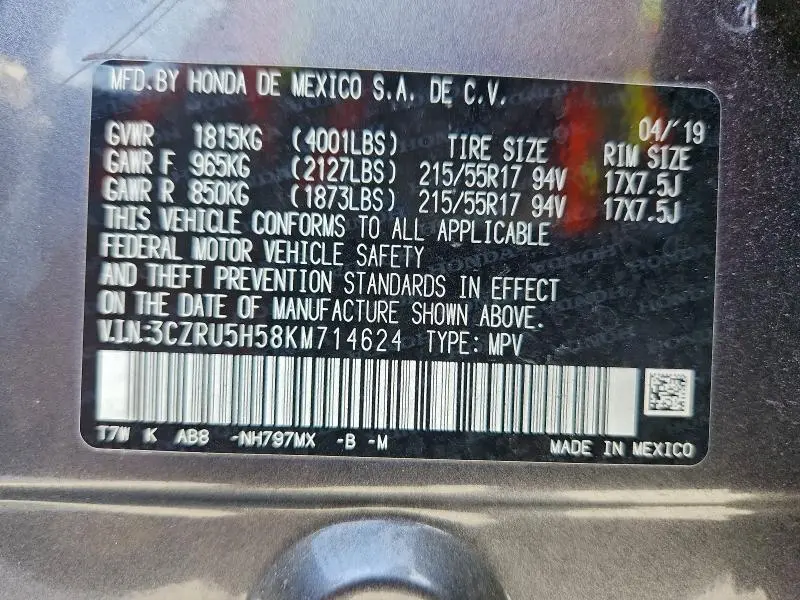 MFD.BY HONDA DE MEXICO S.A. DE C.V.
04/'19
GVWR 1815KG (4001LBS) TIRE SIZE RIM SIZE
GAWR F 965KG (2127LBS) 215/55R17 94V 17X7.5J
GAWR R 850KG (1873LBS) 215/55R17 94V 17X7.5J
THIS VEHICLE CONFORMS TO ALL APPLICABLE
FEDERAL MOTOR VEHICLE SAFETY
AND THEFT PREVENTION STANDARDS IN EFFECT
ON THE DATE OF MANUFACTURE SHOWN ABOVE.
V.I.N:3CZRU5H58KM714624 TYPE: MPV
T7W K AB8 -NH797MX -B -M
MADE IN MEXICO